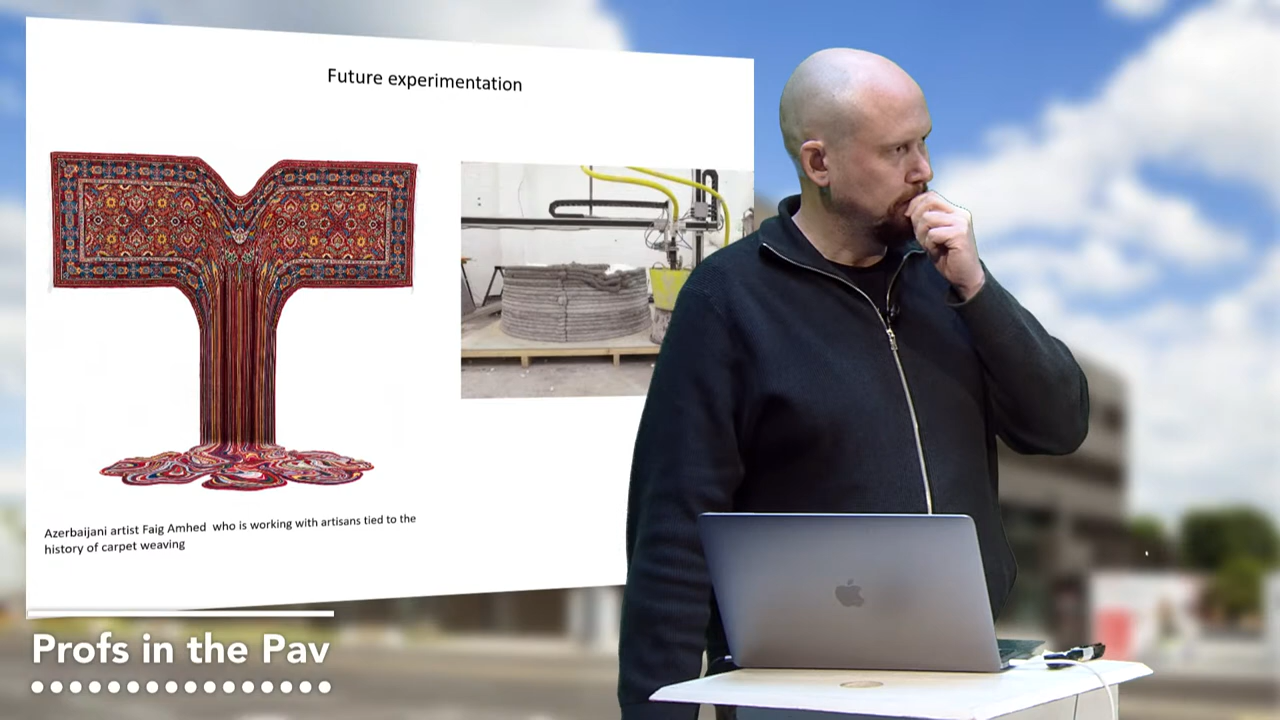 Future experimentation
Azerbaijani artist Faig Amhed who is working with artisans tied to the
history of carpet weaving
Profs in the Pav